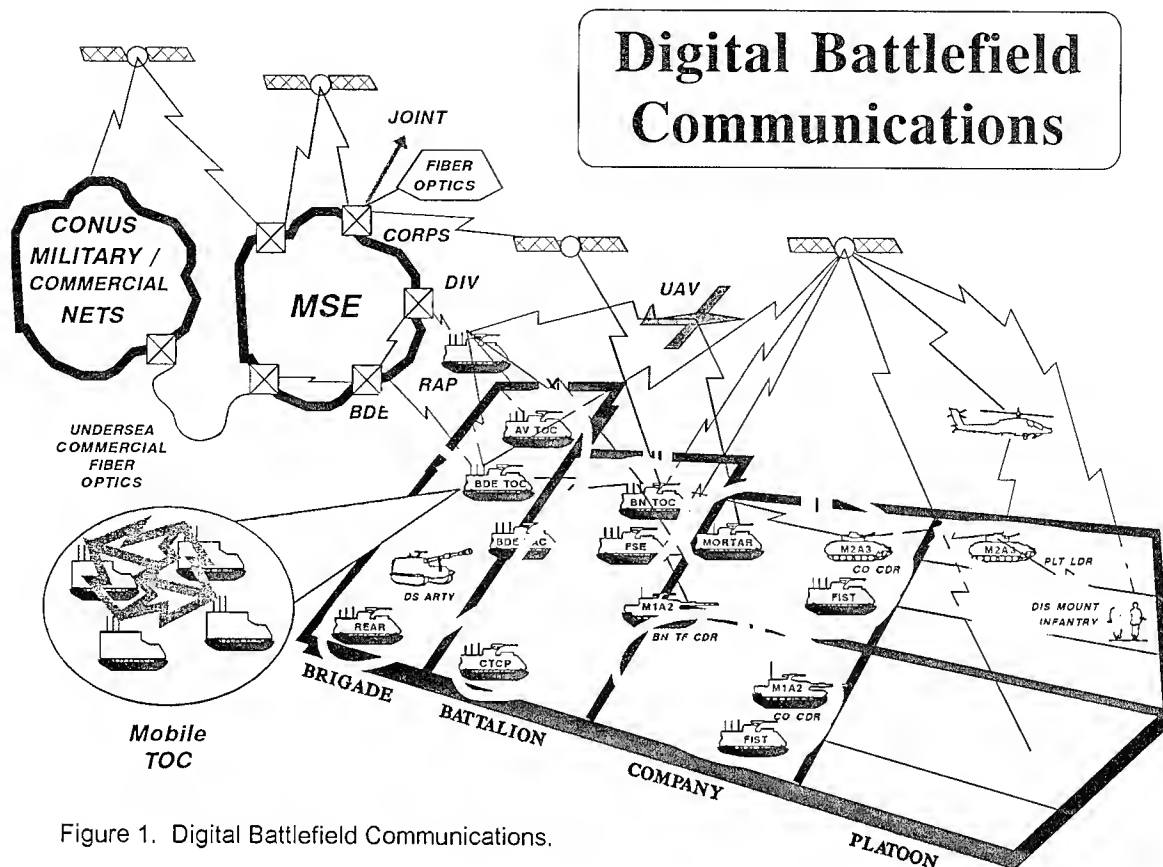 Digital Battlefield
Communications
JOINT
FIBER
OPTICS
CONUS
MILITARY /
COMMERCIAL
NETS
CORPS
MSE
DIV
UAV
RAP
BDE
UNDERSEA
COMMERCIAL
FIBER
OPTICS
AV TOC
BDE TOC
BN TOC
BDE
FSE
MORTAR
M2A3
CO CDR
M2A3
PLT LDR
DS ARTY
M1A2
BN TF CDR
FIST
DIS MOUNT
INFANTRY
REAR
CTCP
M1A2
CO CDR
FIST
BRIGADE
BATTALION
COMPANY
PLATOON
Mobile
TOC
Figure 1. Digital Battlefield Communications.